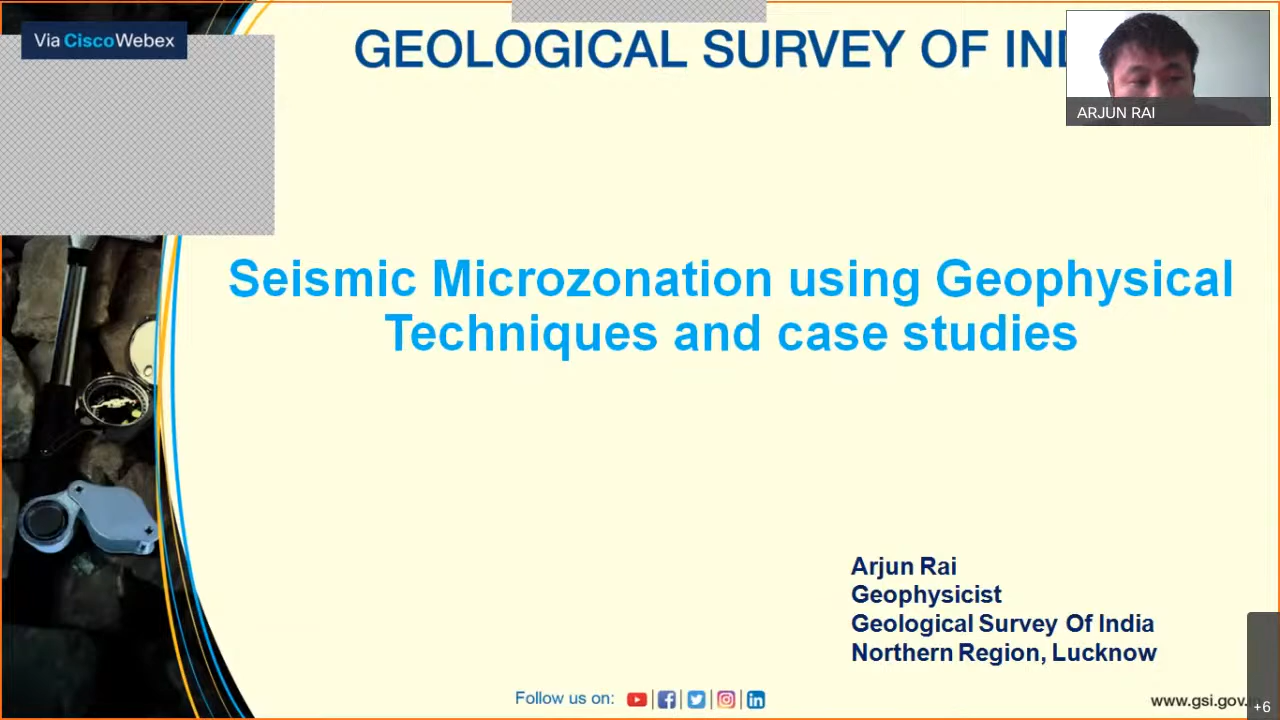 Via CiscoWebex
GEOLOGICAL SURVEY OF
ARJUN RAI
Seismic Microzonation using Geophysical
Techniques and case studies
Arjun Rai
Geophysicist
Geological Survey Of India
Northern Region, Lucknow
Follow us on:
www.gsi.gov.
+6